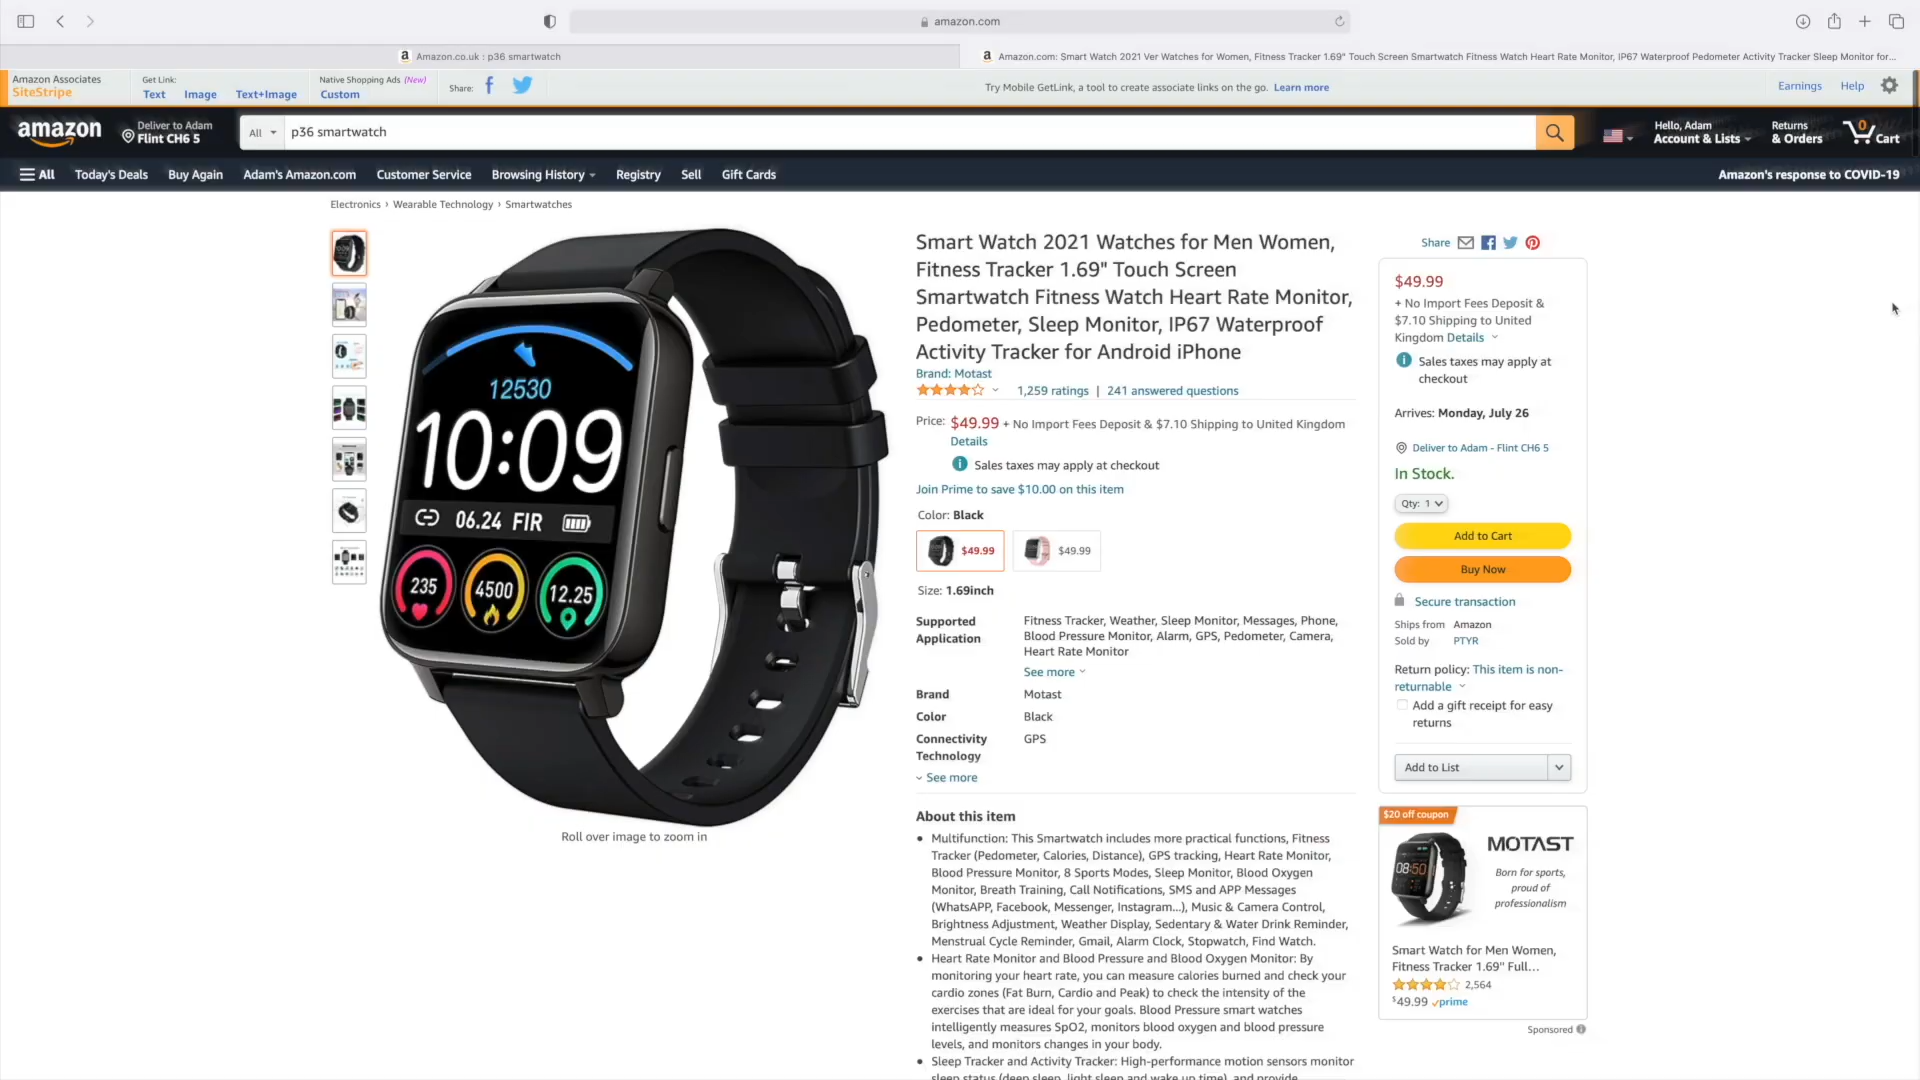 amazon.com
Amazon.co.uk : p36 smartwatch
Amazon.com: Smart Watch 2021 Ver Watches for Women, Fitness Tracker 1.69" Touch Screen Smartwatch Fitness Watch Heart Rate Monitor, IP67 Waterproof Pedometer Activity Tracker Sleep Monitor for...
Amazon Associates
SiteStripe
Get Link:
Text Image Text+Image
Native Shopping Ads (New)
Custom
Share:
Try Mobile GetLink, a tool to create associate links on the go. Learn more
Earnings Help
amazon
Deliver to Adam
Flint CH6 5
All
p36 smartwatch
Hello, Adam
Account & Lists
Returns
& Orders
0
Cart
All Today's Deals Buy Again Adam's Amazon.com Customer Service Browsing History Registry Sell Gift Cards
Amazon's response to COVID-19
Electronics › Wearable Technology › Smartwatches
12530
10:09
06.24 FIR
235
4500
12.25
Roll over image to zoom in
Smart Watch 2021 Watches for Men Women,
Fitness Tracker 1.69" Touch Screen
Smartwatch Fitness Watch Heart Rate Monitor,
Pedometer, Sleep Monitor, IP67 Waterproof
Activity Tracker for Android iPhone
Brand: Motast
1,259 ratings | 241 answered questions
Price: $49.99 + No Import Fees Deposit & $7.10 Shipping to United Kingdom
Details
Sales taxes may apply at checkout
Join Prime to save $10.00 on this item
Color: Black
$49.99
$49.99
Size: 1.69inch
Supported
Application
Fitness Tracker, Weather, Sleep Monitor, Messages, Phone,
Blood Pressure Monitor, Alarm, GPS, Pedometer, Camera,
Heart Rate Monitor
See more
Brand Motast
Color Black
Connectivity
Technology
GPS
See more
About this item
• Multifunction: This Smartwatch includes more practical functions, Fitness
Tracker (Pedometer, Calories, Distance), GPS tracking, Heart Rate Monitor,
Blood Pressure Monitor, 8 Sports Modes, Sleep Monitor, Blood Oxygen
Monitor, Breath Training, Call Notifications, SMS and APP Messages
(WhatsAPP, Facebook, Messenger, Instagram...), Music & Camera Control,
Brightness Adjustment, Weather Display, Sedentary & Water Drink Reminder,
Menstrual Cycle Reminder, Gmail, Alarm Clock, Stopwatch, Find Watch.
• Heart Rate Monitor and Blood Pressure and Blood Oxygen Monitor: By
monitoring your heart rate, you can measure calories burned and check your
cardio zones (Fat Burn, Cardio and Peak) to check the intensity of the
exercises that are ideal for your goals. Blood Pressure smart watches
intelligently measures SpO2, monitors blood oxygen and blood pressure
levels, and monitors changes in your body.
• Sleep Tracker and Activity Tracker: High-performance motion sensors monitor
sleep status (deep sleep, light sleep and wake up time), and provide
Share
$49.99
+ No Import Fees Deposit &
$7.10 Shipping to United
Kingdom Details
Sales taxes may apply at
checkout
Arrives: Monday, July 26
Deliver to Adam - Flint CH6 5
In Stock.
Qty: 1
Add to Cart
Buy Now
Secure transaction
Ships from Amazon
Sold by PTYR
Return policy: This item is non-
returnable
Add a gift receipt for easy
returns
Add to List
$20 off coupon
08:50
MOTAST
Born for sports,
proud of
professionalism
Smart Watch for Men Women,
Fitness Tracker 1.69" Full...
2,564
$49.99 prime
Sponsored